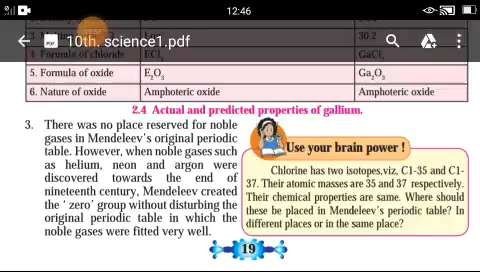 12:46
10th. science1.pdf
30.2
4. Formula of chloride ECl₃ GaCl₃
5. Formula of oxide E₂O₃ Ga₂O₃
6. Nature of oxide Amphoteric oxide Amphoteric oxide
2.4 Actual and predicted properties of gallium.
3. There was no place reserved for noble
gases in Mendeleev's original periodic
table. However, when noble gases such
as helium, neon and argon were
discovered towards the end of
nineteenth century, Mendeleev created
the ‘ zero’ group without disturbing the
original periodic table in which the
noble gases were fitted very well.
Use your brain power !
Chlorine has two isotopes,viz, C1-35 and C1-
37. Their atomic masses are 35 and 37 respectively.
Their chemical properties are same. Where should
these be placed in Mendeleev's periodic table? In
different places or in the same place?
19